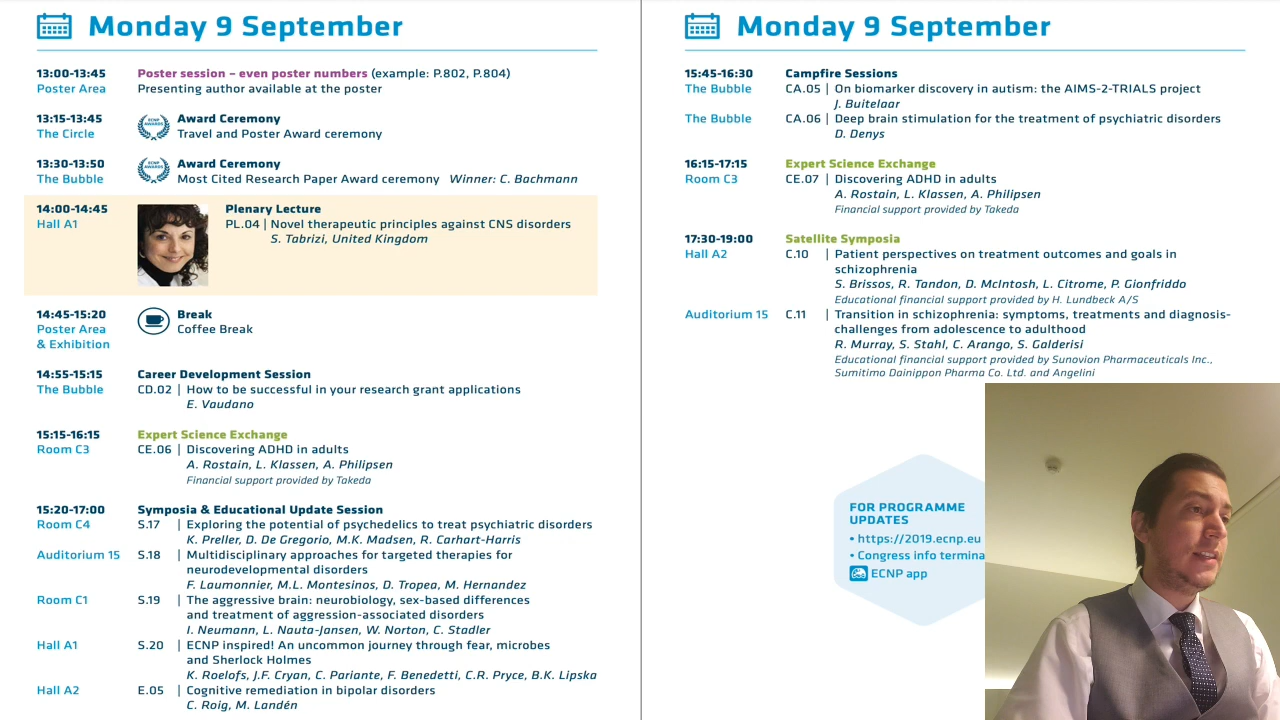 Monday 9 September
13:00-13:45 Poster session – even poster numbers (example: P.802, P.804)
Poster Area Presenting author available at the poster
13:15-13:45 Award Ceremony
The Circle ECNP AWARDS Travel and Poster Award ceremony
13:30-13:50 Award Ceremony
The Bubble ECNP AWARDS Most Cited Research Paper Award ceremony Winner: C. Bachmann
14:00-14:45 Plenary Lecture
Hall A1 PL.04 | Novel therapeutic principles against CNS disorders
S. Tabrizi, United Kingdom
14:45-15:20 Break
Poster Area Coffee Break
& Exhibition
14:55-15:15 Career Development Session
The Bubble CD.02 | How to be successful in your research grant applications
E. Vaudano
15:15-16:15 Expert Science Exchange
Room C3 CE.06 | Discovering ADHD in adults
A. Rostain, L. Klassen, A. Philipsen
Financial support provided by Takeda
15:20-17:00 Symposia & Educational Update Session
Room C4 S.17 | Exploring the potential of psychedelics to treat psychiatric disorders
K. Preller, D. De Gregorio, M.K. Madsen, R. Carhart-Harris
Auditorium 15 S.18 | Multidisciplinary approaches for targeted therapies for
neurodevelopmental disorders
F. Laumonnier, M.L. Montesinos, D. Tropea, M. Hernandez
Room C1 S.19 | The aggressive brain: neurobiology, sex-based differences
and treatment of aggression-associated disorders
I. Neumann, L. Nauta-Jansen, W. Norton, C. Stadler
Hall A1 S.20 | ECNP inspired! An uncommon journey through fear, microbes
and Sherlock Holmes
K. Roelofs, J.F. Cryan, C. Pariante, F. Benedetti, C.R. Pryce, B.K. Lipska
Hall A2 E.05 | Cognitive remediation in bipolar disorders
C. Roig, M. Landén
Monday 9 September
15:45-16:30 Campfire Sessions
The Bubble CA.05 | On biomarker discovery in autism: the AIMS-2-TRIALS project
J. Buitelaar
The Bubble CA.06 | Deep brain stimulation for the treatment of psychiatric disorders
D. Denys
16:15-17:15 Expert Science Exchange
Room C3 CE.07 | Discovering ADHD in adults
A. Rostain, L. Klassen, A. Philipsen
Financial support provided by Takeda
17:30-19:00 Satellite Symposia
Hall A2 C.10 | Patient perspectives on treatment outcomes and goals in
schizophrenia
S. Brissos, R. Tandon, D. McIntosh, L. Citrome, P. Gionfriddo
Educational financial support provided by H. Lundbeck A/S
Auditorium 15 C.11 | Transition in schizophrenia: symptoms, treatments and diagnosis-
challenges from adolescence to adulthood
R. Murray, S. Stahl, C. Arango, S. Galderisi
Educational financial support provided by Sunovion Pharmaceuticals Inc.,
Sumitimo Dainippon Pharma Co. Ltd. and Angelini
FOR PROGRAMME
UPDATES
• https://2019.ecnp.eu
• Congress info termina
ECNP app